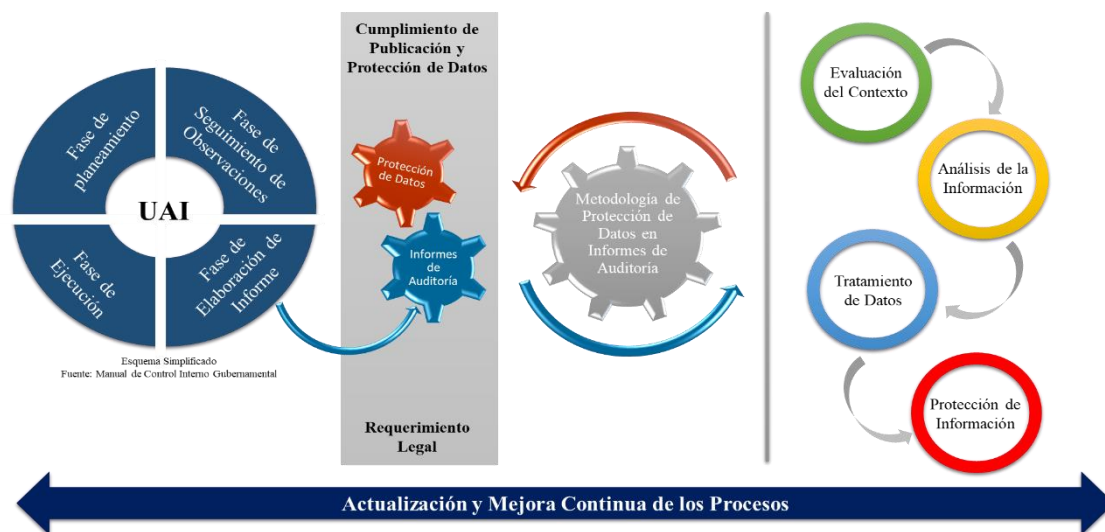 Fase de
planeamiento
Fase de
Seguimiento de
Observaciones
UAI
Fase de
Ejecución
Fase de
Elaboración de
Informe
Esquema Simplificado
Fuente: Manual de Control Interno Gubernamental
Cumplimiento de
Publicación y
Protección de Datos
Protección
de Datos
Informes de
Auditoría
Requerimiento
Legal
Metodología de
Protección de
Datos en
Informes de
Auditoría
Evaluación
del Contexto
Análisis de la
Información
Tratamiento
de Datos
Protección de
Información
Actualización y Mejora Continua de los Procesos